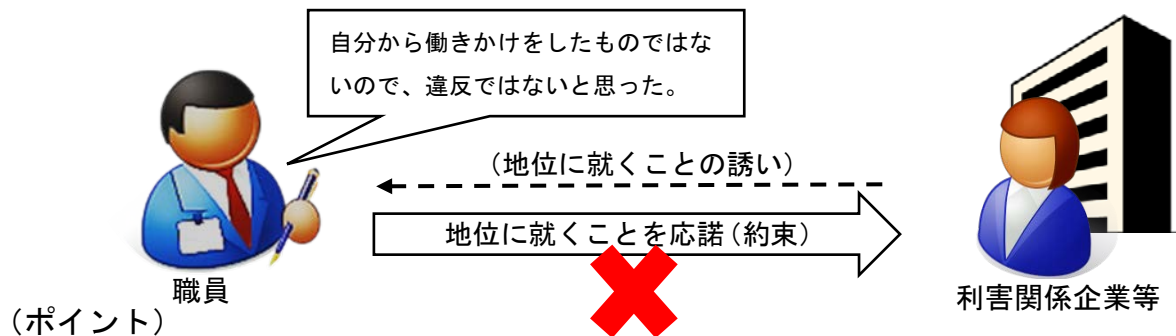 自分から働きかけをしたものではな
いので、違反ではないと思った。
(地位に就くことの誘い)
地位に就くことを応諾(約束)
職員
利害関係企業等
(ポイント)